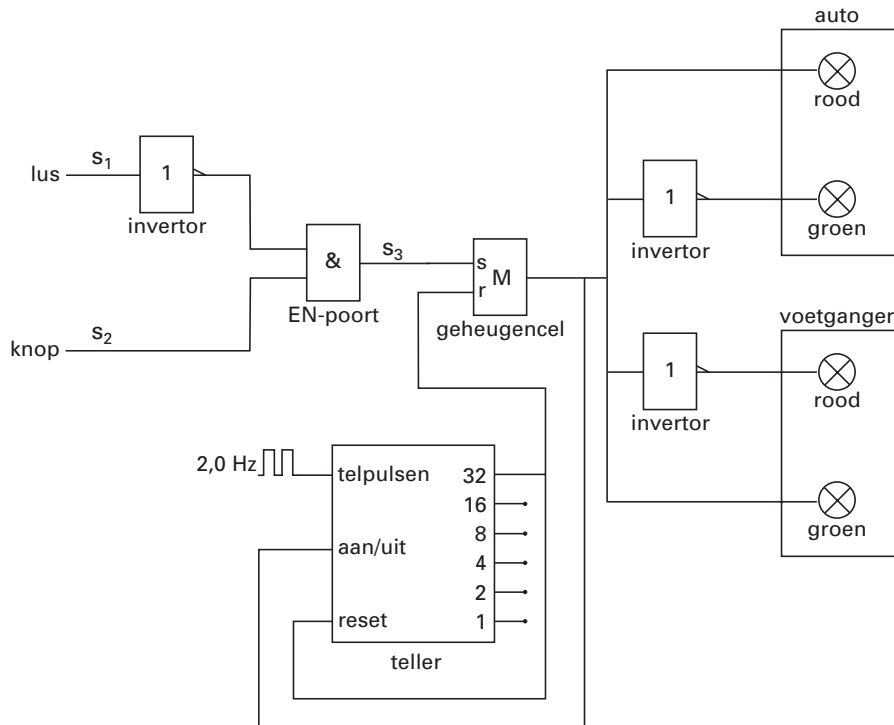 auto
rood
groen
lus
s₁
1
invertor
1
invertor
&
EN-poort
s₃
s
r
M
geheugencel
knop
s₂
voetganger
1
invertor
rood
groen
2,0 Hz
telpulsen
aan/uit
reset
32
16
8
4
2
1
teller